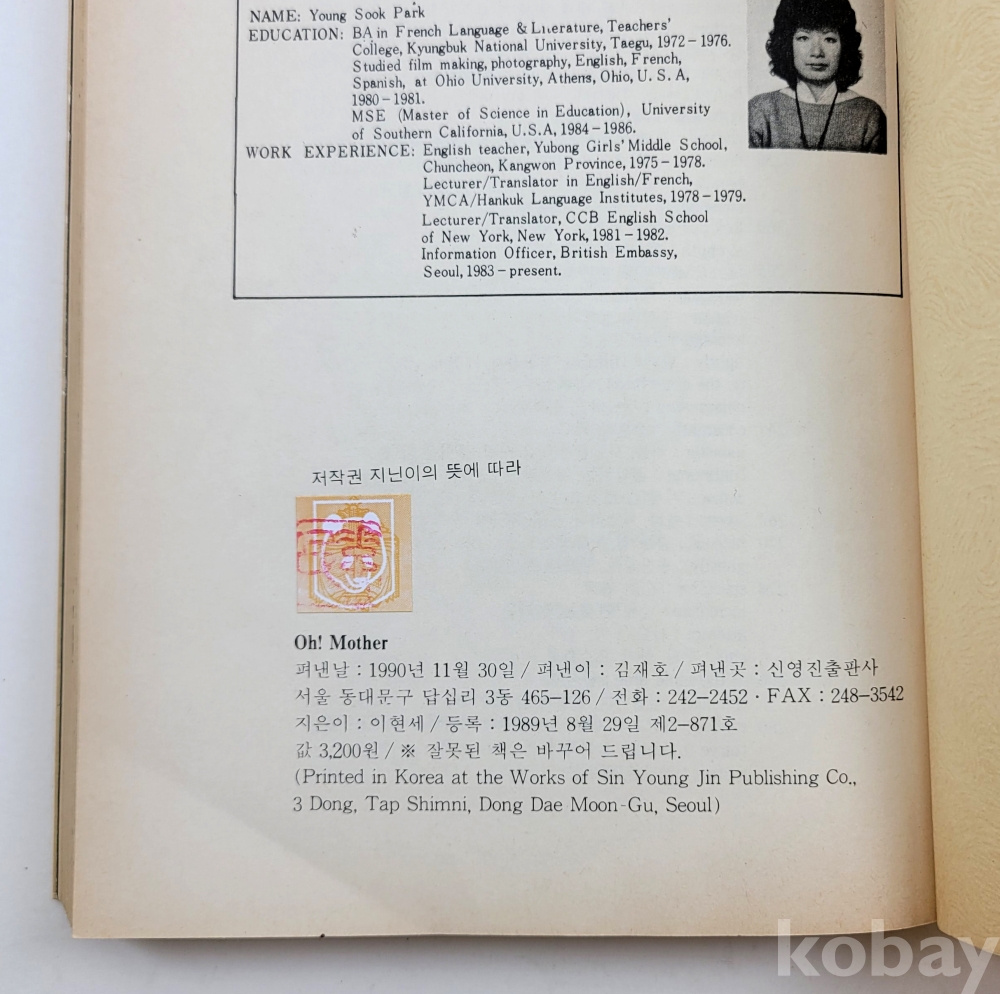 NAME: Young Sook Park
EDUCATION: BA in French Language & Literature, Teachers'
College, Kyungbuk National University, Taegu, 1972-1976.
Studied film making, photography, English, French,
Spanish, at Ohio University, Athens, Ohio, U. S. A,
1980-1981.
MSE (Master of Science in Education), University
of Southern California, U.S.A, 1984-1986.
WORK EXPERIENCE: English teacher, Yubong Girls' Middle School,
Chuncheon, Kangwon Province, 1975-1978.
Lecturer/Translator in English/French,
YMCA/Hankuk Language Institutes, 1978-1979.
Lecturer/Translator, CCB English School
of New York, New York, 1981-1982.
Information Officer, British Embassy,
Seoul, 1983-present.
저작권 지닌이의 뜻에 따라
Oh! Mother
펴낸날 : 1990년 11월 30일 / 펴낸이 : 김재호 / 펴낸곳 : 신영진출판사
서울 동대문구 답십리 3동 465-126 / 전화 : 242-2452 · FAX : 248-3542
지은이 : 이현세 / 등록 : 1989년 8월 29일 제2-871호
값 3,200원 / ※ 잘못된 책은 바꾸어 드립니다.
(Printed in Korea at the Works of Sin Young Jin Publishing Co.,
3 Dong, Tap Shimni, Dong Dae Moon-Gu, Seoul)
kobay